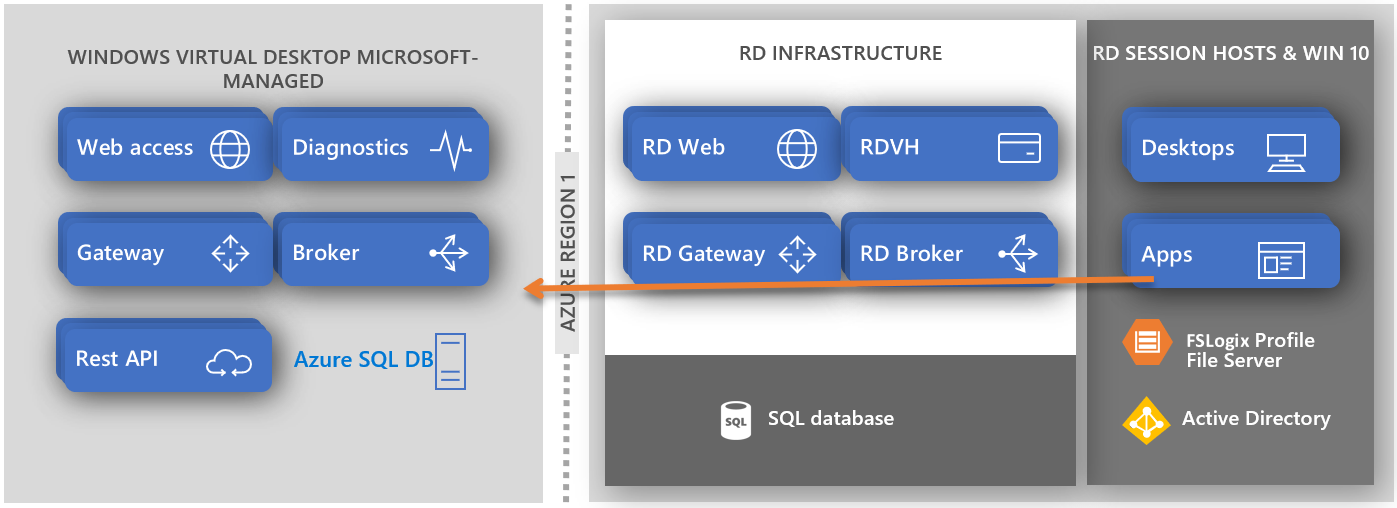 WINDOWS VIRTUAL DESKTOP MICROSOFT-
MANAGED
Web access
Diagnostics
Gateway
Broker
Rest API
Azure SQL DB
AZURE REGION 1
RD INFRASTRUCTURE
RD Web
RDVH
RD Gateway
RD Broker
SQL
SQL database
RD SESSION HOSTS & WIN 10
Desktops
Apps
FSLogix Profile
File Server
Active Directory